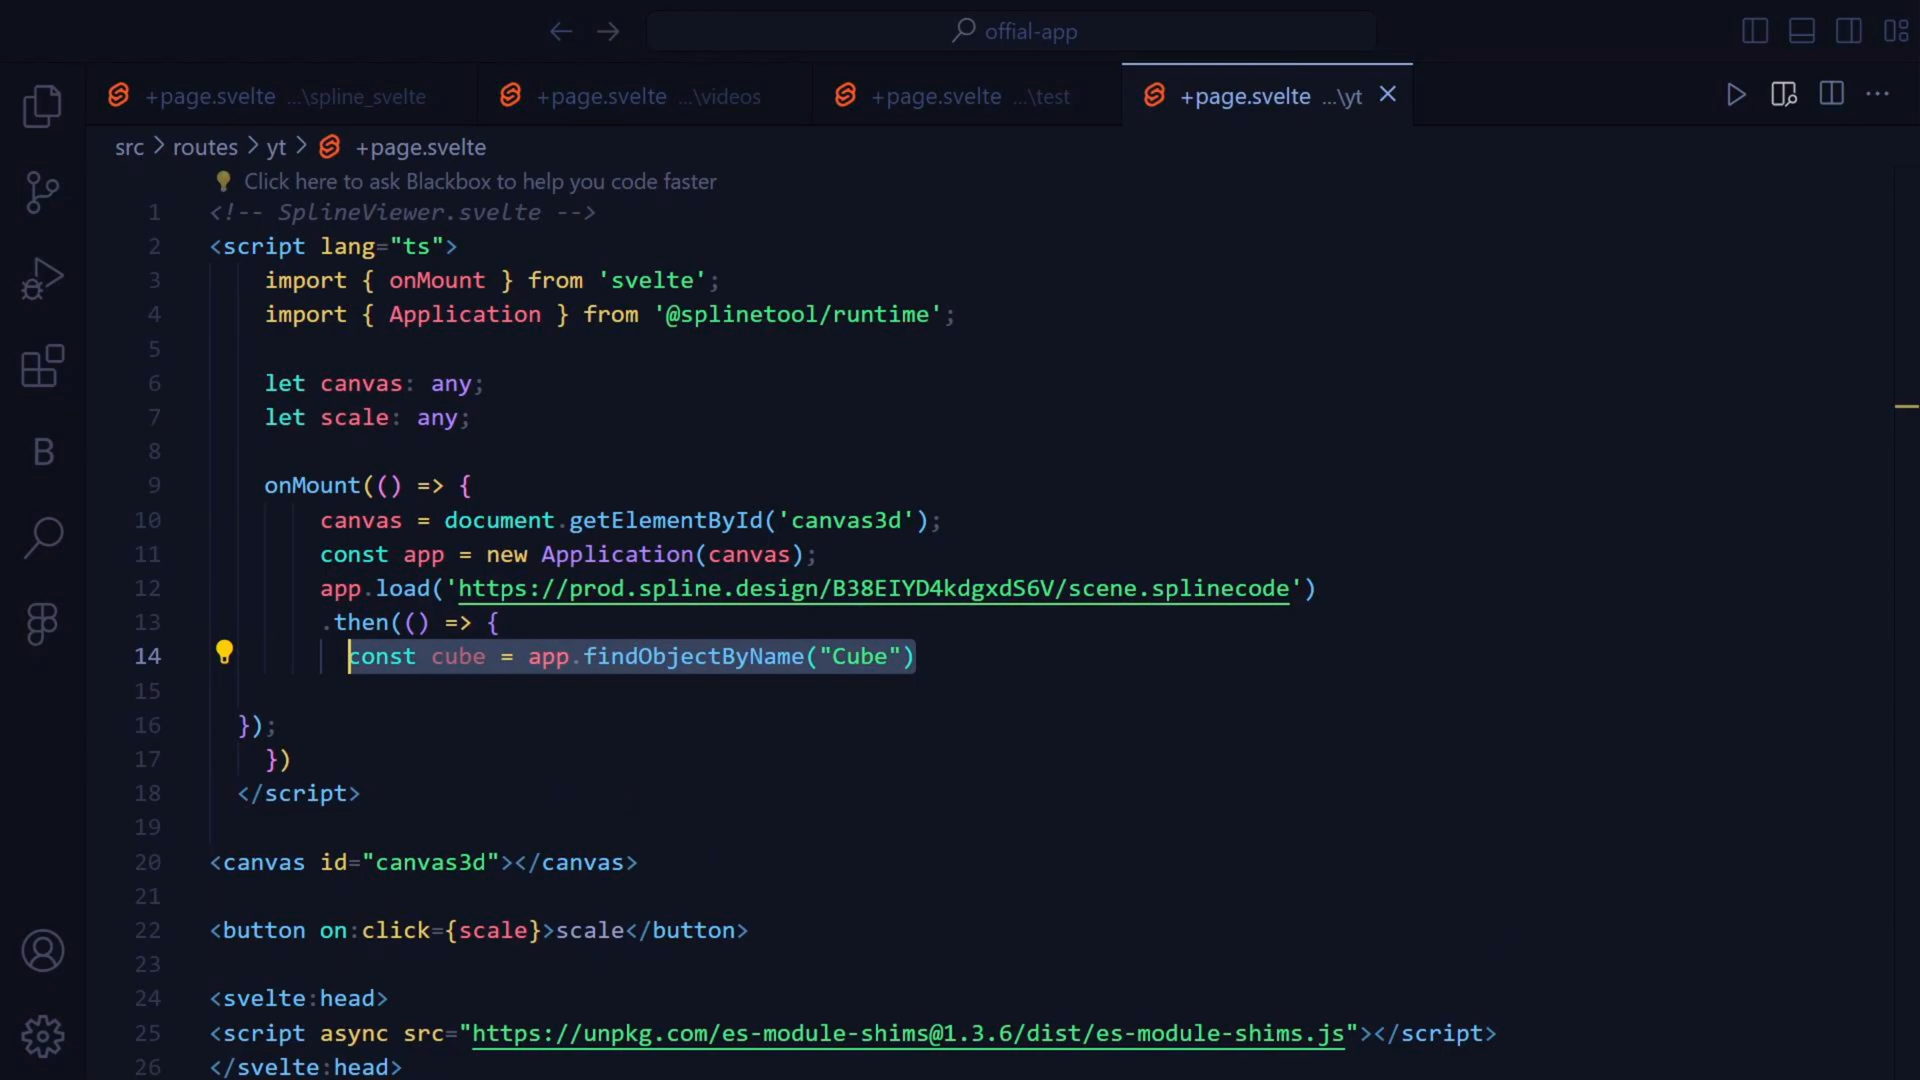 offial-app
+page.svelte ...\spline_svelte
+page.svelte ...\videos
+page.svelte ...\test
+page.svelte ...\yt
src > routes > yt > +page.svelte
Click here to ask Blackbox to help you code faster
1 <!-- SplineViewer.svelte -->
2 <script lang="ts">
3 import { onMount } from 'svelte';
4 import { Application } from '@splinetool/runtime';
5
6 let canvas: any;
7 let scale: any;
8
9 onMount(() => {
10 canvas = document.getElementById('canvas3d');
11 const app = new Application(canvas);
12 app.load('https://prod.spline.design/B38EIYD4kdgxdS6V/scene.splinecode')
13 .then(() => {
14 const cube = app.findObjectByName("Cube")
15
16 });
17 })
18 </script>
19
20 <canvas id="canvas3d"></canvas>
21
22 <button on:click={scale}>scale</button>
23
24 <svelte:head>
25 <script async src="https://unpkg.com/es-module-shims@1.3.6/dist/es-module-shims.js"></script>
26 </svelte:head>